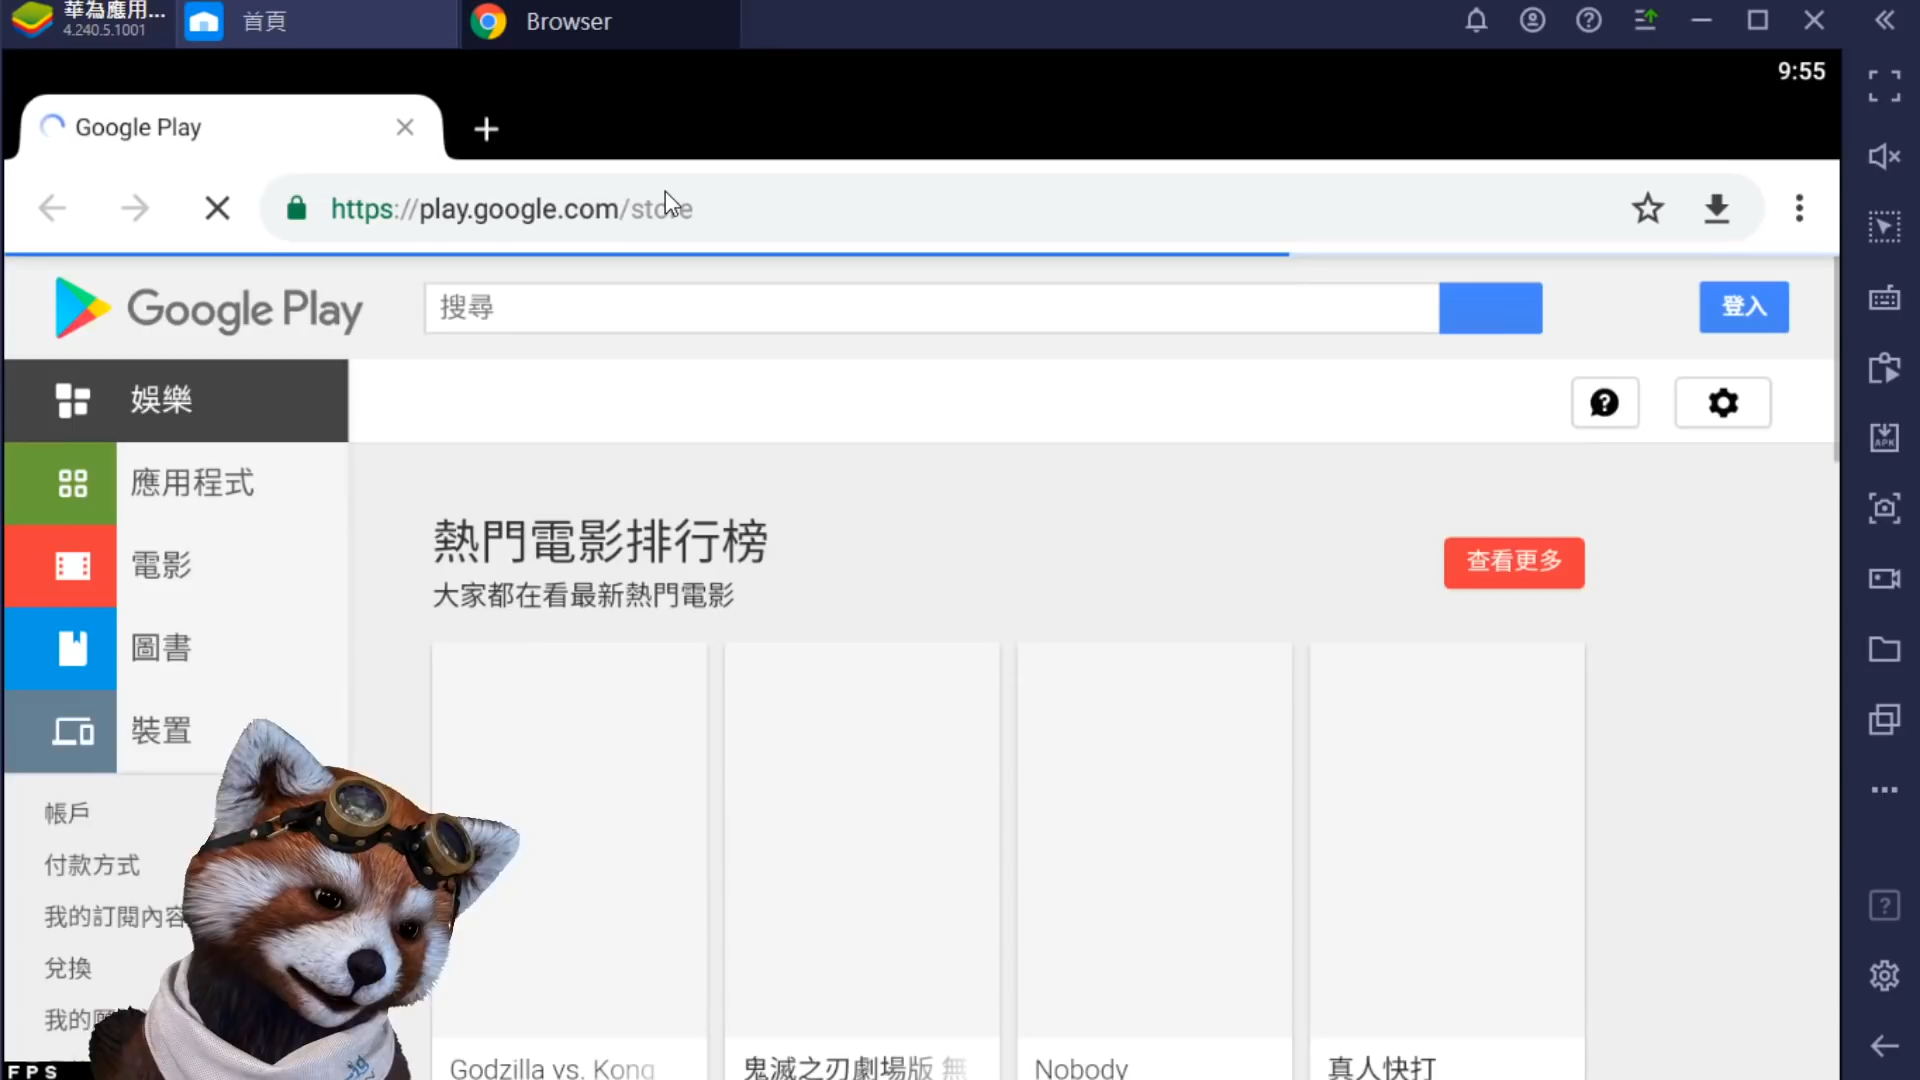 華為應用...
4.240.5.1001
首頁
Browser
9:55
Google Play
https://play.google.com/store
Google Play
搜尋
登入
娛樂
應用程式
電影
圖書
裝置
熱門電影排行榜
大家都在看最新熱門電影
查看更多
帳戶
付款方式
我的訂閱內容
兌換
我的
Godzilla vs. Kong
鬼滅之刃劇場版 無
Nobody
真人快打
FPS
APK